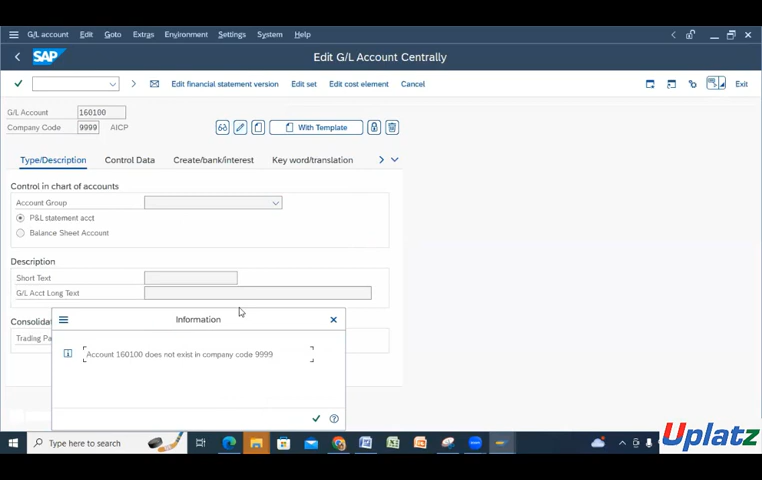 G/L account Edit Goto Extras Environment Settings System Help
SAP Edit G/L Account Centrally
Edit financial statement version Edit set Edit cost element Cancel Exit
G/L Account 160100
Company Code 9999 AICP With Template
Type/Description Control Data Create/bank/interest Key word/translation
Control in chart of accounts
Account Group
P&L statement acct
Balance Sheet Account
Description
Short Text
G/L Acct Long Text
Information
Consolida
Trading Pa
Account 160100 does not exist in company code 9999
Type here to search
Uplatz